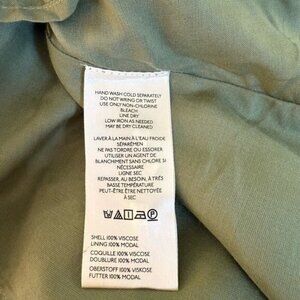 HAND WASH COLD SEPARATELY
DO NOT WRING OR TWIST
USE ONLY NON-CHLORINE
BLEACH
LINE DRY
LOW IRON AS NEEDED
MAY BE DRY CLEANED
LAVER À LA MAIN À L'EAU FROIDE
SÉPARÉMEN
NE PAS TORDRE OU ESSORER
UTILISER UN AGENT DE
BLANCHIMENT SANS CHLORE SI
NÉCESSAIRE
LIGNE SEC
REPASSER, AU BESOIN, À TRÉS
BASSE TEMPÉRATURE
PEUT-ÊTRE ÊTRE NETTOYÉE
À SEC
SHELL 100% VISCOSE
LINING 100% MODAL
COQUILLE 100% VISCOSE
DOUBLURE 100% MODAL
OBERSTOFF 100% VISKOSE
FUTTER 100% MODAL